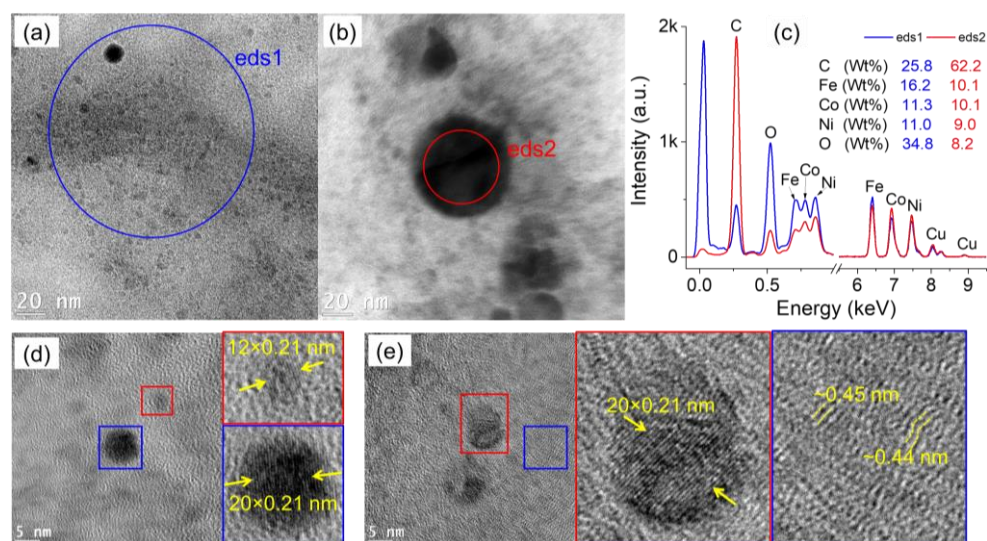 (a)
eds1
20 nm
(b)
eds2
20 nm
(c)
2k
1k
0
Intensity (a.u.)
C
O
Fe
Co
Ni
Fe
Co
Ni
Cu
Cu
eds1 eds2
C (Wt%) 25.8 62.2
Fe (Wt%) 16.2 10.1
Co (Wt%) 11.3 10.1
Ni (Wt%) 11.0 9.0
O (Wt%) 34.8 8.2
0.0 0.5 6 7 8 9
Energy (keV)
(d)
5 nm
12×0.21 nm
20×0.21 nm
(e)
5 nm
20×0.21 nm
~0.45 nm
~0.44 nm